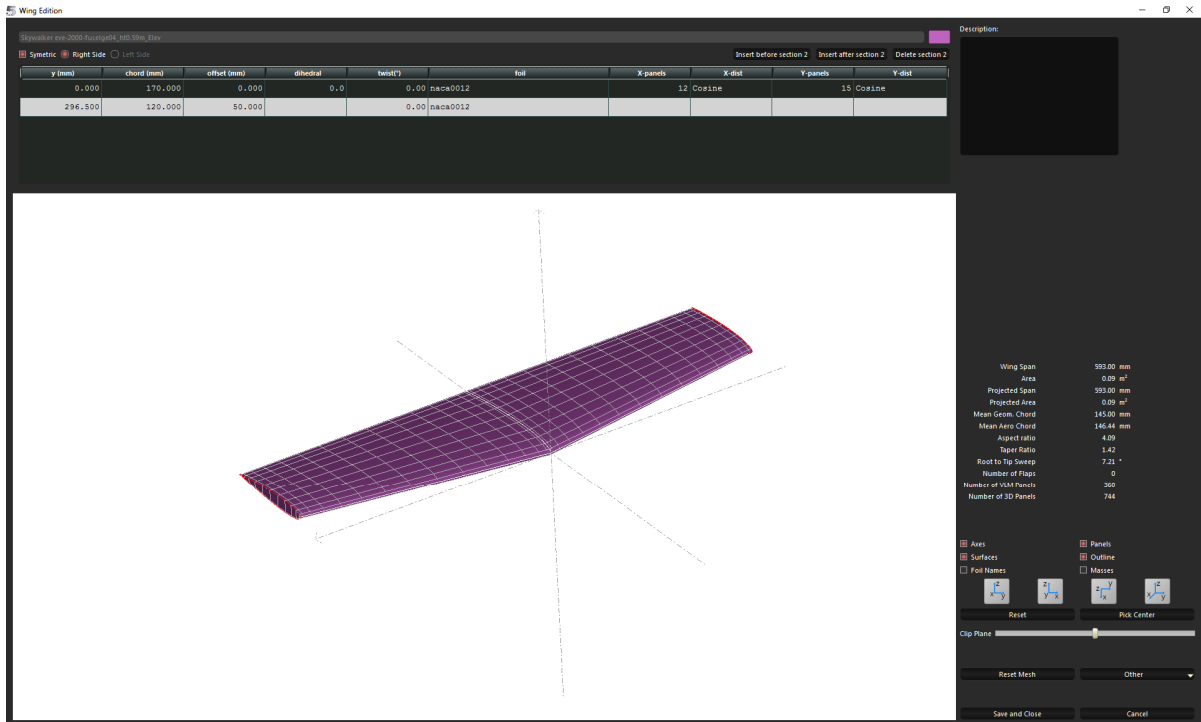 Wing Edition
Skywalker eve-2000-fuselge04_ht0.59m_Elev
Description:
Symetric Right Side Left Side
Insert before section 2 Insert after section 2 Delete section 2
y (mm) chord (mm) offset (mm) dihedral twist(°) foil X-panels X-dist Y-panels Y-dist
0.000 170.000 0.000 0.0 0.00 naca0012 12 Cosine 15 Cosine
296.500 120.000 50.000 0.00 naca0012
Wing Span 593.00 mm
Area 0.09 m²
Projected Span 593.00 mm
Projected Area 0.09 m²
Mean Geom. Chord 145.00 mm
Mean Aero Chord 146.44 mm
Aspect ratio 4.09
Taper Ratio 1.42
Root to Tip Sweep 7.21 °
Number of Flaps 0
Number of VLM Panels 360
Number of 3D Panels 744
Axes Panels
Surfaces Outline
Foil Names Masses
z x y z y x y z x z x y
Reset Pick Center
Clip Plane
Reset Mesh Other
Save and Close Cancel